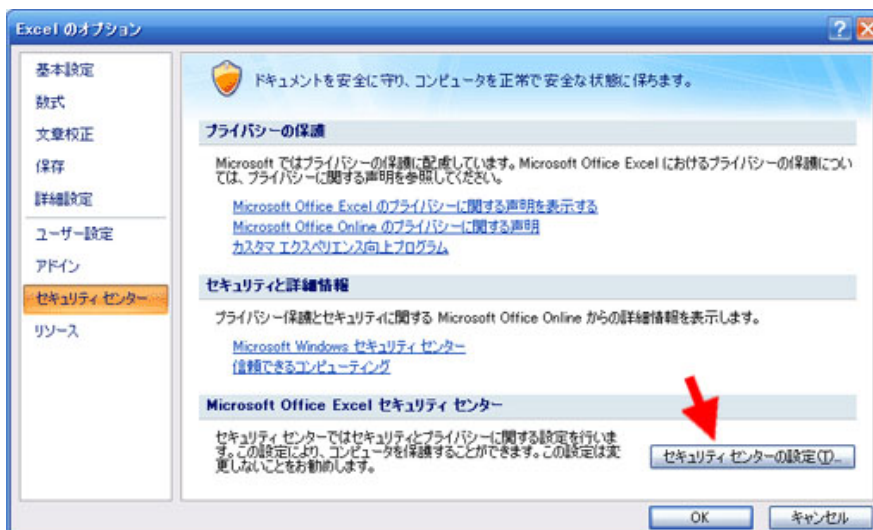 Excel のオプション
基本設定
数式
文章校正
保存
詳細設定
ユーザー設定
アドイン
セキュリティ センター
リソース
ドキュメントを安全に守り、コンピュータを正常で安全な状態に保ちます。
プライバシーの保護
Microsoft ではプライバシーの保護に配慮しています。Microsoft Office Excel におけるプライバシーの保護につい
ては、プライバシーに関する声明を参照してください。
Microsoft Office Excel のプライバシーに関する声明を表示する
Microsoft Office Online のプライバシーに関する声明
カスタマ エクスペリエンス向上プログラム
セキュリティと詳細情報
プライバシー保護とセキュリティに関する Microsoft Office Online からの詳細情報を表示します。
Microsoft Windows セキュリティ センター
信頼できるコンピューティング
Microsoft Office Excel セキュリティ センター
セキュリティ センターではセキュリティとプライバシーに関する設定を行いま
す。この設定により、コンピュータを保護することができます。この設定は変
更しないことをお勧めします。
セキュリティ センターの設定(T)...
OK
キャンセル